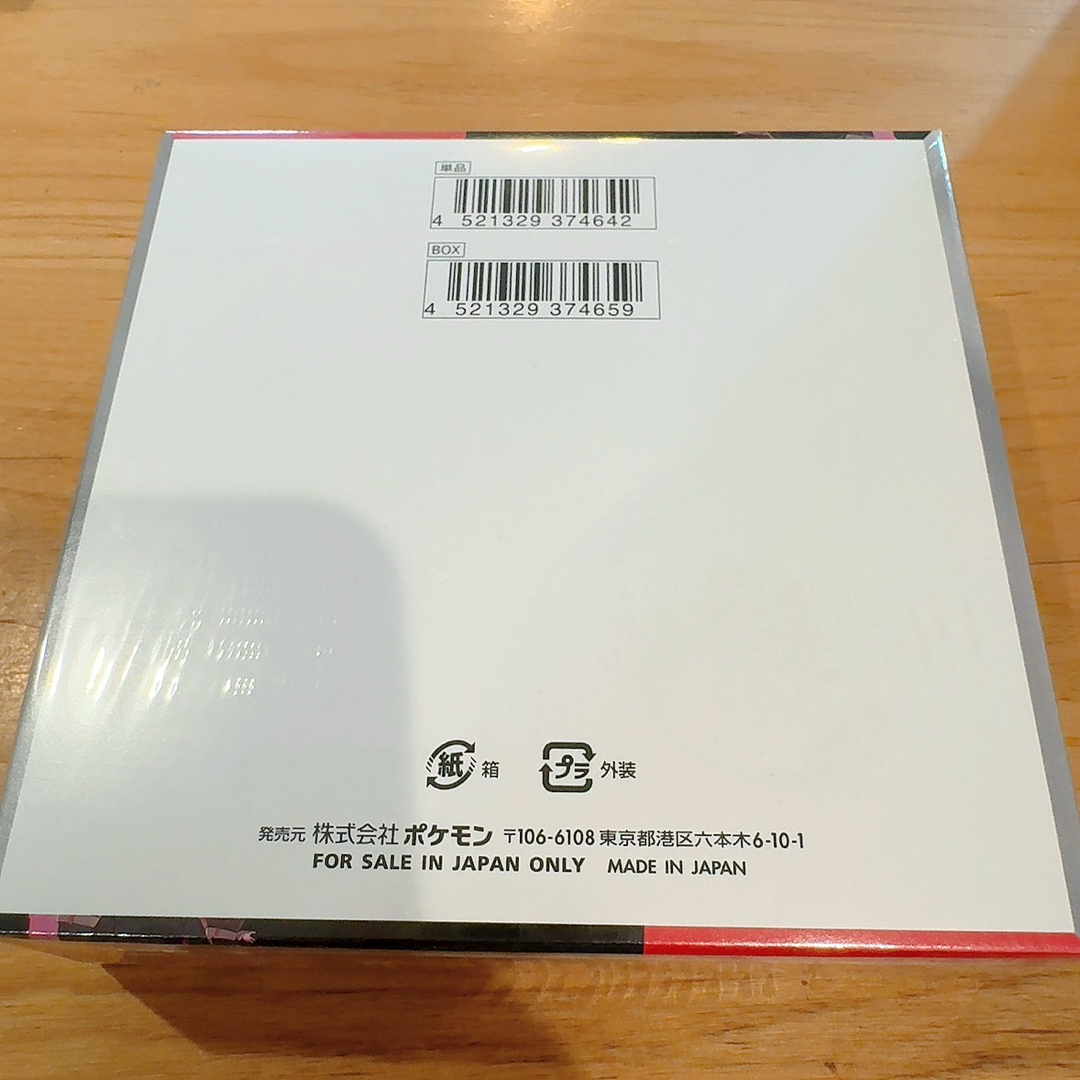 単品
4 521329 374642
BOX
4 521329 374659
紙 箱 プラ 外装
発売元 株式会社ポケモン 〒106-6108 東京都港区六本木6-10-1
FOR SALE IN JAPAN ONLY MADE IN JAPAN